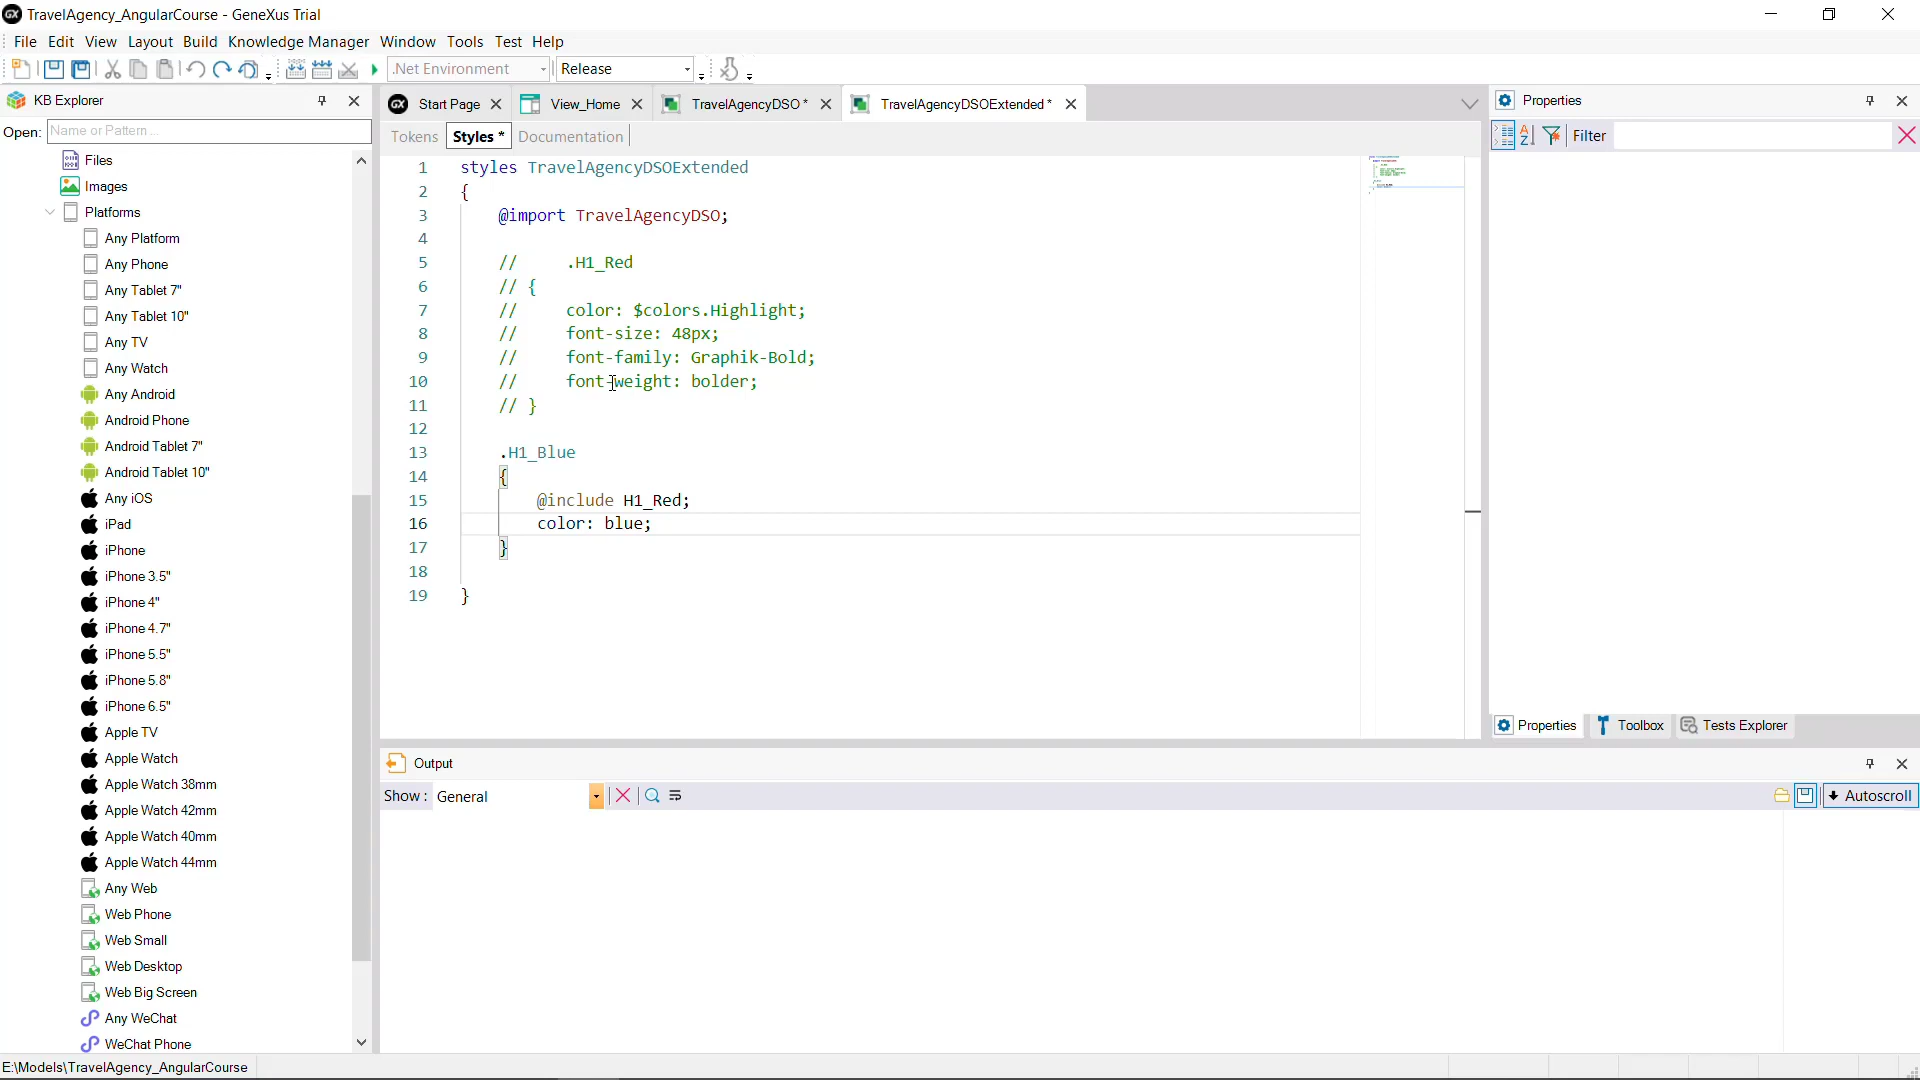 TravelAgency_AngularCourse - GeneXus Trial
File Edit View Layout Build Knowledge Manager Window Tools Test Help
.Net Environment Release
KB Explorer
Open: Name or Pattern ...
Files
Images
Platforms
Any Platform
Any Phone
Any Tablet 7"
Any Tablet 10"
Any TV
Any Watch
Any Android
Android Phone
Android Tablet 7"
Android Tablet 10"
Any iOS
iPad
iPhone
iPhone 3.5"
iPhone 4"
iPhone 4.7"
iPhone 5.5"
iPhone 5.8"
iPhone 6.5"
Apple TV
Apple Watch
Apple Watch 38mm
Apple Watch 42mm
Apple Watch 40mm
Apple Watch 44mm
Any Web
Web Phone
Web Small
Web Desktop
Web Big Screen
Any WeChat
WeChat Phone
Start Page View_Home TravelAgencyDSO * TravelAgencyDSOExtended *
Tokens Styles * Documentation
1 styles TravelAgencyDSOExtended
2 {
3 @import TravelAgencyDSO;
4
5 // .H1_Red
6 // {
7 // color: $colors.Highlight;
8 // font-size: 48px;
9 // font-family: Graphik-Bold;
10 // font-weight: bolder;
11 // }
12
13 .H1_Blue
14 {
15 @include H1_Red;
16 color: blue;
17 }
18
19 }
Properties
Filter
Properties Toolbox Tests Explorer
Output
Show : General
Autoscroll
E:\Models\TravelAgency_AngularCourse